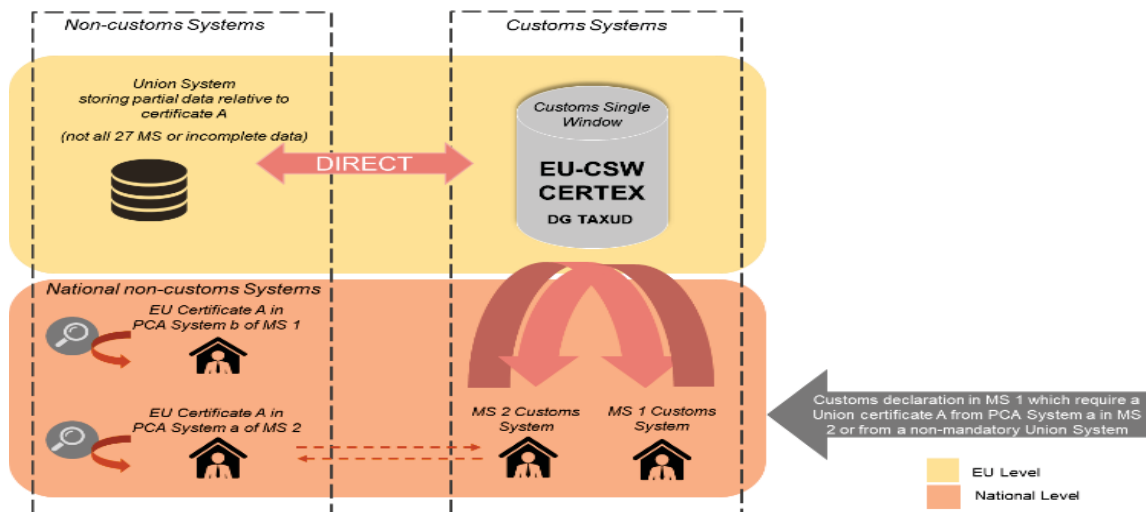 Non-customs Systems
Customs Systems
Union System
storing partial data relative to
certificate A
(not all 27 MS or incomplete data)
DIRECT
Customs Single
Window
EU-CSW
CERTEX
DG TAXUD
National non-customs Systems
EU Certificate A in
PCA System b of MS 1
EU Certificate A in
PCA System a of MS 2
MS 2 Customs
System
MS 1 Customs
System
Customs declaration in MS 1 which require a
Union certificate A from PCA System a in MS
2 or from a non-mandatory Union System
EU Level
National Level